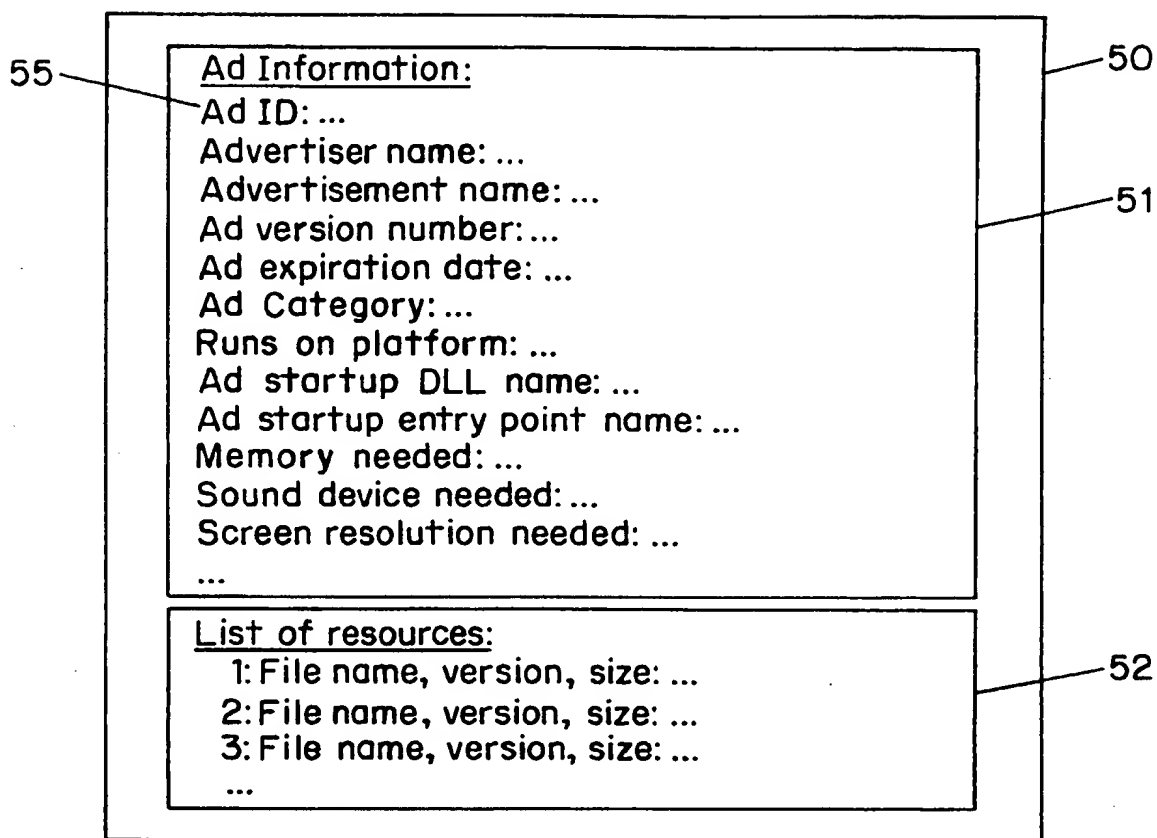 55
50
51
52
Ad Information:
Ad ID: ...
Advertiser name: ...
Advertisement name: ...
Ad version number: ...
Ad expiration date: ...
Ad Category: ...
Runs on platform: ...
Ad startup DLL name: ...
Ad startup entry point name: ...
Memory needed: ...
Sound device needed: ...
Screen resolution needed: ...
...
List of resources:
1: File name, version, size: ...
2: File name, version, size: ...
3: File name, version, size: ...
...